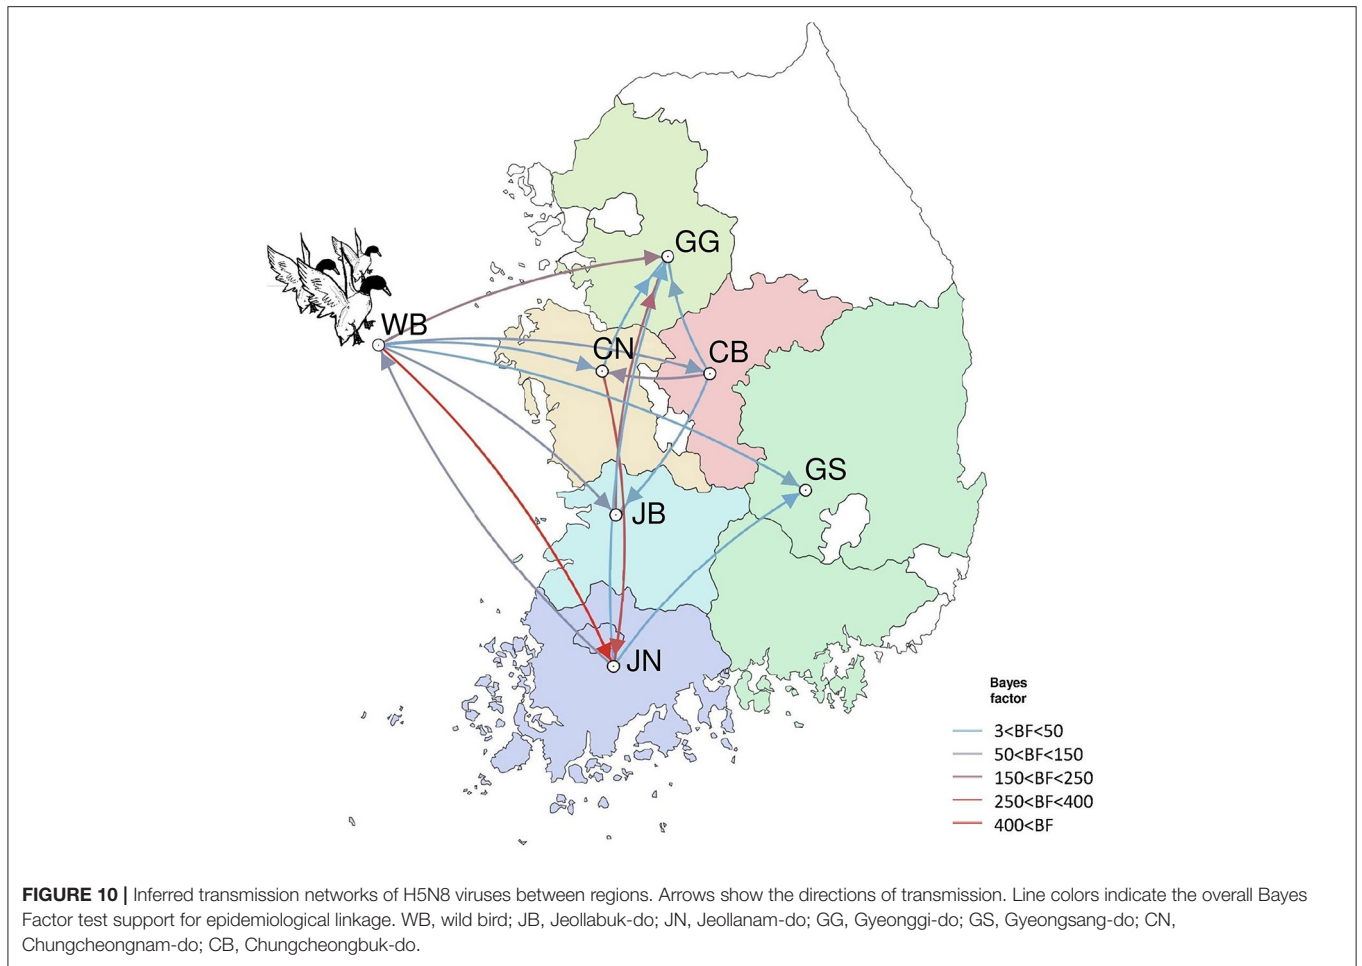 GG
WB
CN
CB
GS
JB
JN
Bayes
factor
3<BF<50
50<BF<150
150<BF<250
250<BF<400
400<BF
FIGURE 10 | Inferred transmission networks of H5N8 viruses between regions. Arrows show the directions of transmission. Line colors indicate the overall Bayes
Factor test support for epidemiological linkage. WB, wild bird; JB, Jeollabuk-do; JN, Jeollanam-do; GG, Gyeonggi-do; GS, Gyeongsang-do; CN,
Chungcheongnam-do; CB, Chungcheongbuk-do.